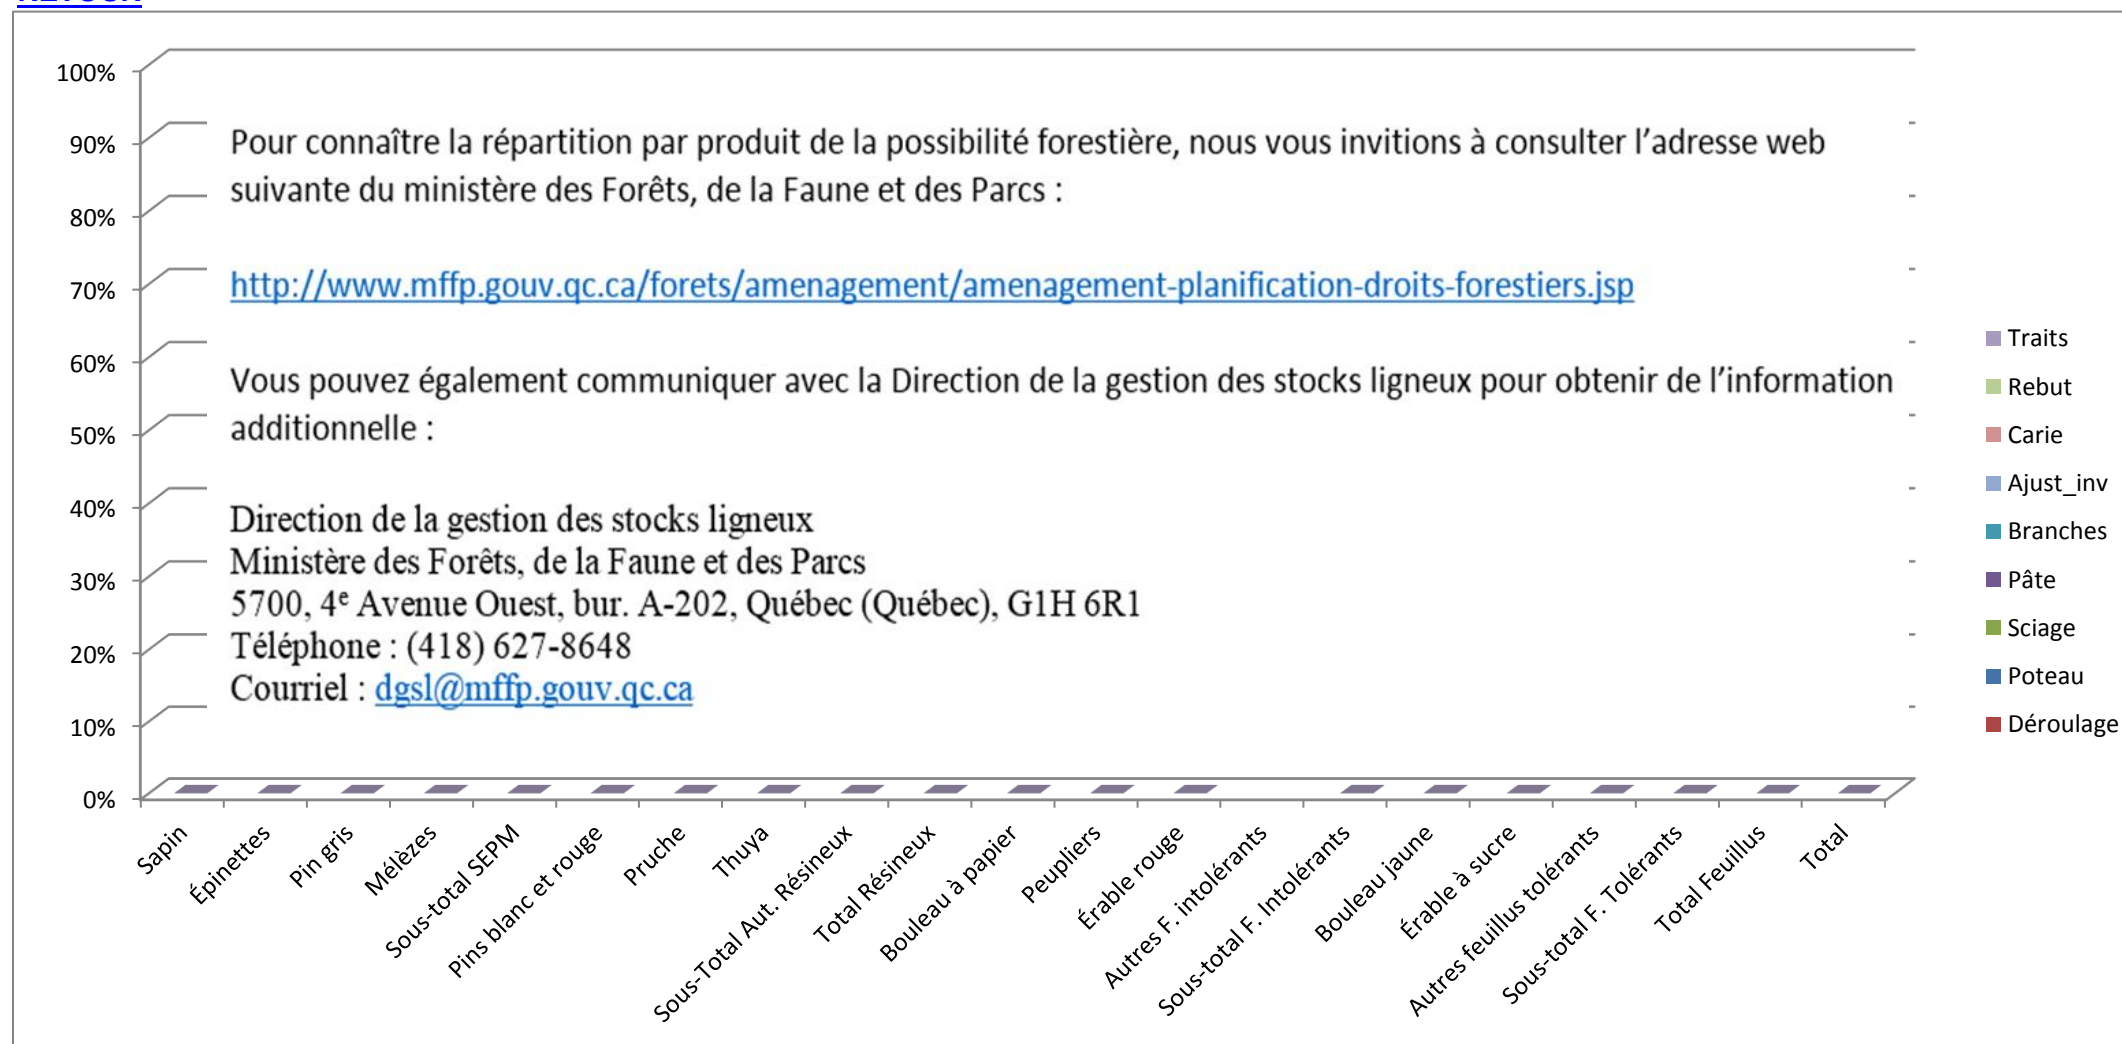 RETOUR
100%
90%
80%
70%
60%
50%
40%
30%
20%
10%
0%
Pour connaître la répartition par produit de la possibilité forestière, nous vous invitions à consulter l'adresse web
suivante du ministère des Forêts, de la Faune et des Parcs :
http://www.mffp.gouv.qc.ca/forets/amenagement/amenagement-planification-droits-forestiers.jsp
Vous pouvez également communiquer avec la Direction de la gestion des stocks ligneux pour obtenir de l'information
additionnelle :
Direction de la gestion des stocks ligneux
Ministère des Forêts, de la Faune et des Parcs
5700, 4e Avenue Ouest, bur. A-202, Québec (Québec), G1H 6R1
Téléphone : (418) 627-8648
Courriel : dgsl@mffp.gouv.qc.ca
Traits
Rebut
Carie
Ajust_inv
Branches
Pâte
Sciage
Poteau
Déroulage
Sapin
Épinettes
Pin gris
Mélèzes
Sous-total SEPM
Pins blanc et rouge
Pruche
Thuya
Sous-Total Aut. Résineux
Total Résineux
Bouleau à papier
Peupliers
Érable rouge
Autres F. intolérants
Sous-total F. Intolérants
Bouleau jaune
Érable à sucre
Autres feuillus tolérants
Sous-total F. Tolérants
Total Feuillus
Total